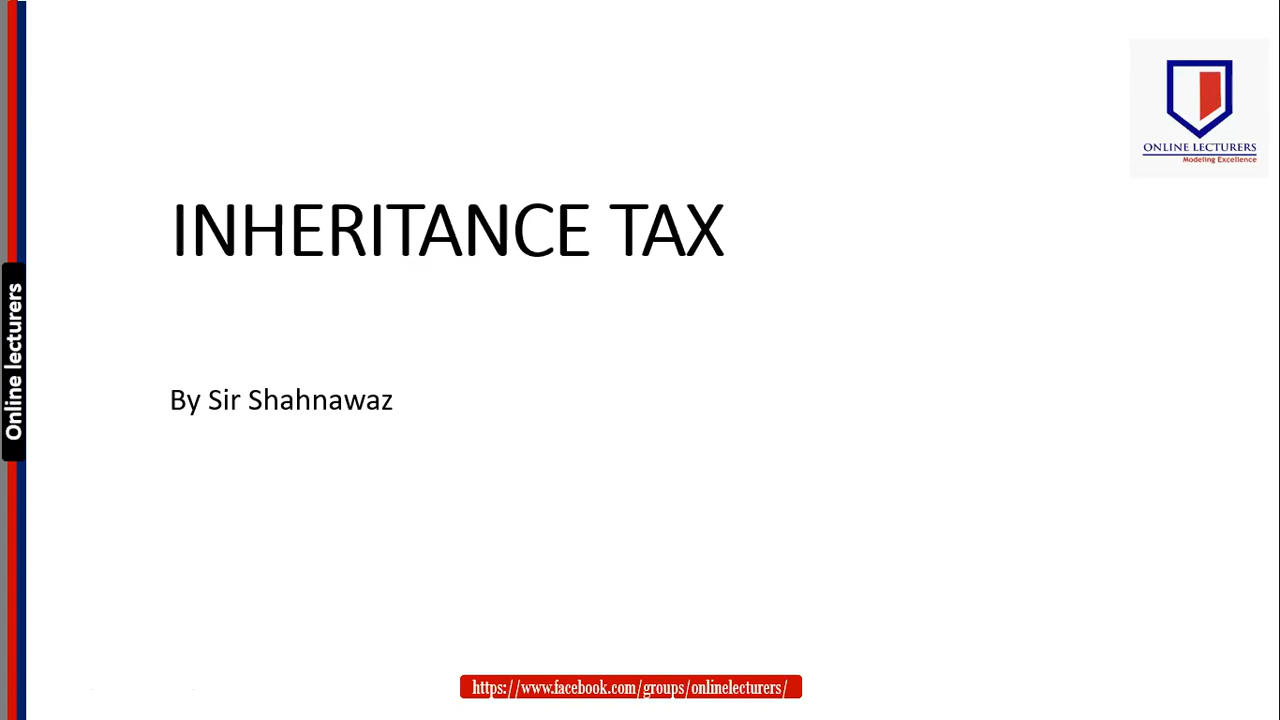 ONLINE LECTURERS
Modeling Excellence
INHERITANCE TAX
Online lecturers
By Sir Shahnawaz
https://www.facebook.com/groups/onlinelecturers/